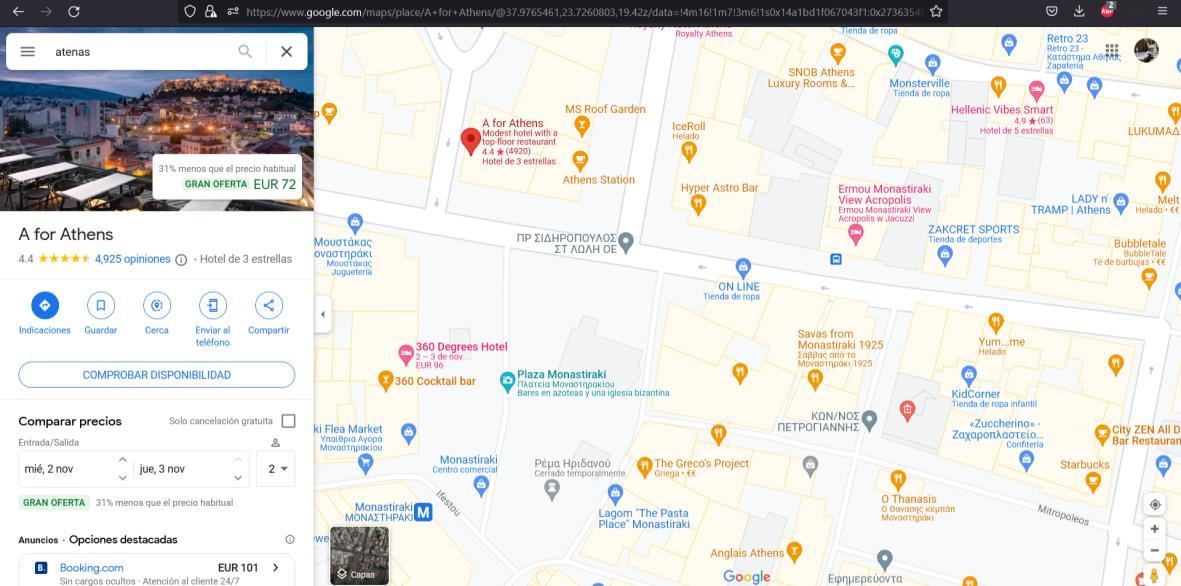 https://www.google.com/maps/place/A+for+Athens/@37.9765461,23.7260803,19.42z/data=!4m16!1m7!3m6!1s0x14a1bd1f067043f1:0x2736354
2
atenas
31% menos que el precio habitual
GRAN OFERTA EUR 72
A for Athens
4.4 4,925 opiniones · Hotel de 3 estrellas
Indicaciones
Guardar
Cerca
Enviar al
teléfono
Compartir
COMPROBAR DISPONIBILIDAD
Comparar precios
Solo cancelación gratuita
Entrada/Salida
mié, 2 nov
jue, 3 nov
2
GRAN OFERTA 31% menos que el precio habitual
Anuncios · Opciones destacadas
B.
Booking.com
EUR 101
Sin cargos ocultos · Atención al cliente 24/7
Royalty Athens
Tienda de ropa
Retro 23
Retro 23 -
Κατάστημα Αθήνας
Zapatería
SNOB Athens
Luxury Rooms &...
Monsterville
Tienda de ropa
Hellenic Vibes Smart
4.9 ★ (63)
Hotel de 5 estrellas
LUKUMAΔ
MS Roof Garden
A for Athens
Modest hotel with a
top-floor restaurant
4.4 ★ (4920)
Hotel de 3 estrellas
IceRoll
Helado
Athens Station
Hyper Astro Bar
Ermou Monastiraki
View Acropolis
Ermou Monastiraki View
Acropolis w Jacuzzi
LADY n'
TRAMP | Athens
Melt
Helado · €€
ZAKCRET SPORTS
Tienda de deportes
Bubbletale
BubbleTale
Té de burbujas · €€
ΠΡ ΣΙΔΗΡΟΠΟΥΛΟΣ
ΣΤ ΛΩΛΗ ΟΕ
Μουστάκας
οναστηράκι
Μουστάκας
Juguetería
ON LINE
Tienda de ropa
360 Degrees Hotel
2 – 3 de nov
EUR 96
360 Cocktail bar
Plaza Monastiraki
Πλατεία Μοναστηρακίου
Bares en azoteas y una iglesia bizantina
Savas from
Monastiraki 1925
Σάββας από το
Μοναστηράκι 1925
Yum...me
Helado
KidCorner
Tienda de ropa infantil
ΚΩΝ/ΝΟΣ
ΠΕΤΡΟΓΙΑΝΝΗΣ
«Zuccherino» -
Ζαχαροπλαστείο...
Confitería
City ZEN All D
Bar Restauran
ki Flea Market
Υπαίθρια Αγορά
Μοναστηρακίου
Monastiraki
Centro comercial
Ρέμα Ηριδανού
Cerrado temporalmente
The Greco's Project
Griega · €€
Starbucks
Ο Thanasis
Ο Θανάσης κεμπάπ
Μοναστηράκι
Monastiraki
ΜΟΝΑΣΤΗΡΑΚΙ
M
Ifestou
Lagom "The Pasta
Place" Monastiraki
Mitropoleos
Anglais Athens
Εφημερεύοντα
Capas
Google